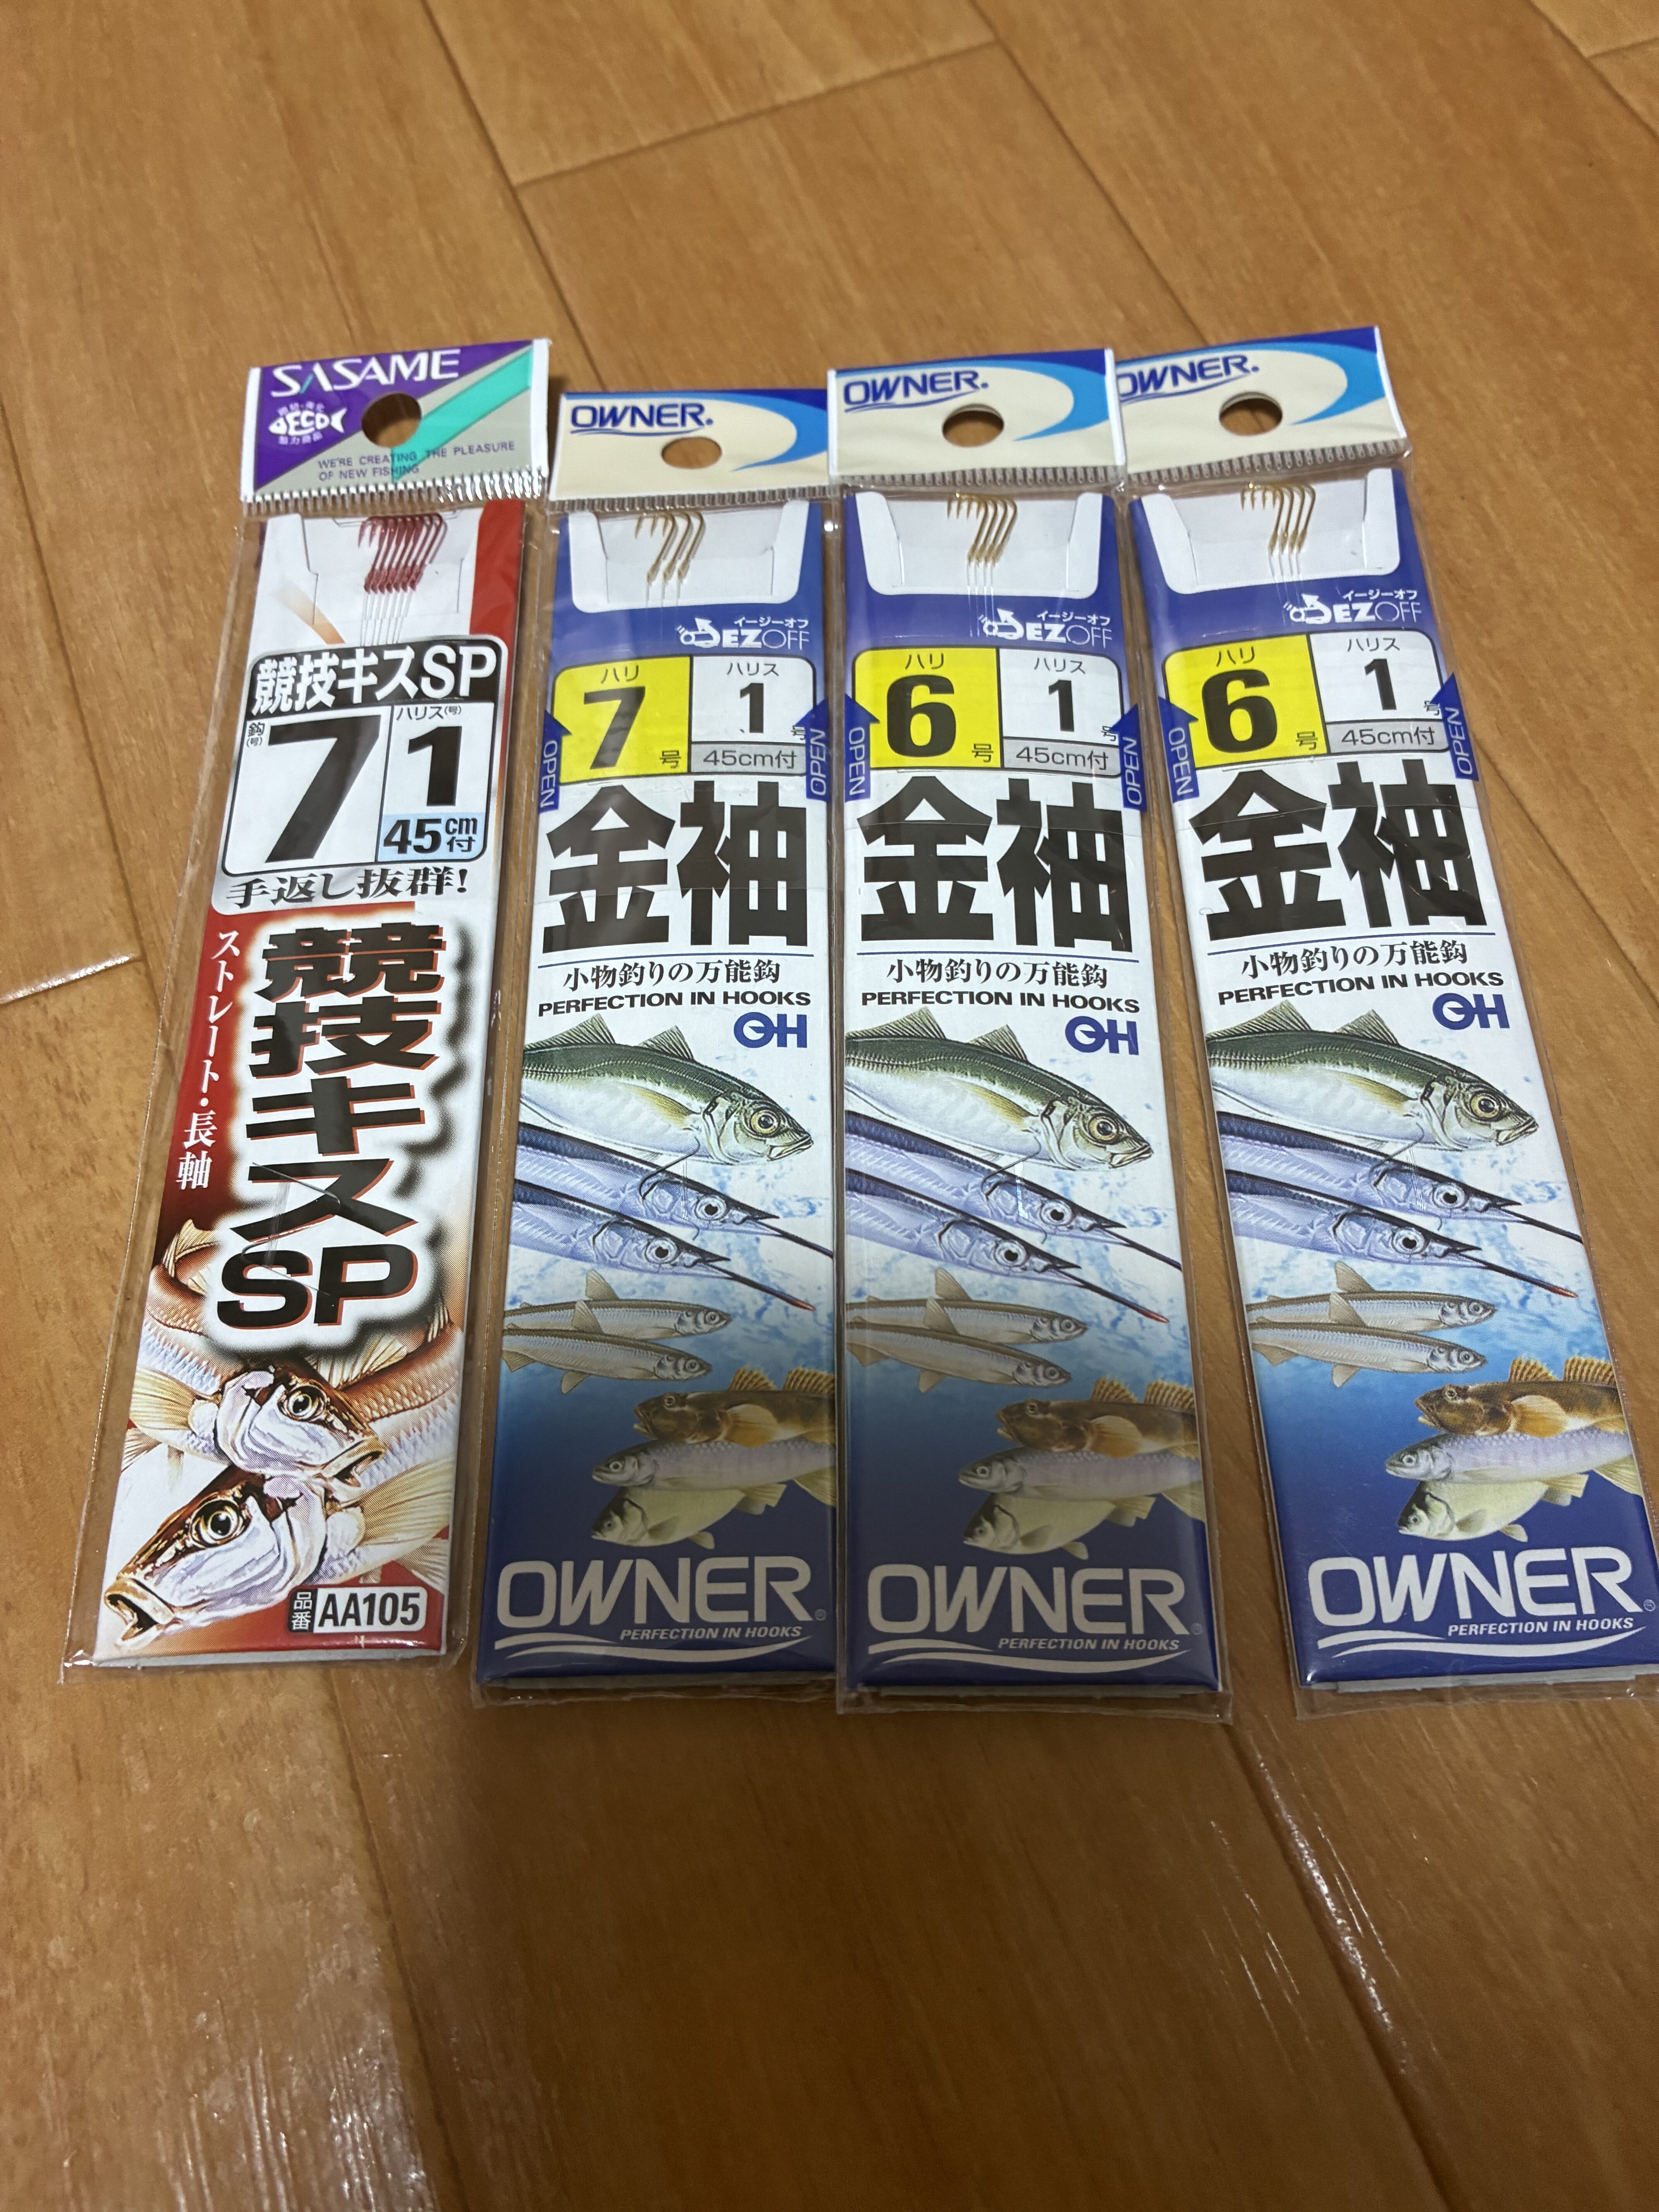 SASAME
ECO
WE'RE CREATING THE PLEASURE
OF NEW FISHING
競技キスSP
鈎(号)
7
ハリス(号)
1
45cm付
手返し抜群!
ストレート・長軸
競技キスSP
品番 AA105
OWNER.
イージーオフ
EZOFF
ハリ
7号
ハリス
1号
45cm付
OPEN
OPEN
金袖
小物釣りの万能鈎
PERFECTION IN HOOKS
OH
OWNER®
PERFECTION IN HOOKS
OWNER.
イージーオフ
EZOFF
ハリ
6号
ハリス
1号
45cm付
OPEN
OPEN
金袖
小物釣りの万能鈎
PERFECTION IN HOOKS
OH
OWNER®
PERFECTION IN HOOKS
OWNER.
イージーオフ
EZOFF
ハリ
6号
ハリス
1号
45cm付
OPEN
OPEN
金袖
小物釣りの万能鈎
PERFECTION IN HOOKS
OH
OWNER®
PERFECTION IN HOOKS